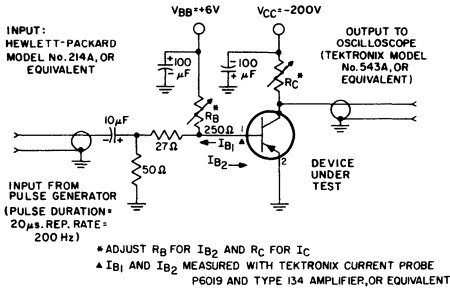 INPUT:
HEWLETT-PACKARD
MODEL No. 214A, OR
EQUIVALENT
VBB=+6V
VCC=-200V
OUTPUT TO
OSCILLOSCOPE
(TEKTRONIX MODEL
No. 543A, OR
EQUIVALENT)
+ 100
- μF
- 100
+ μF
RB*
RC*
10μF
- +
27Ω
250Ω
1
IB1 ▲
IB2
2
50Ω
DEVICE
UNDER
TEST
INPUT FROM
PULSE GENERATOR
(PULSE DURATION=
20μs. REP. RATE=
200 Hz)
* ADJUST RB FOR IB2 AND RC FOR IC
▲ IB1 AND IB2 MEASURED WITH TEKTRONIX CURRENT PROBE
P6019 AND TYPE 134 AMPLIFIER, OR EQUIVALENT